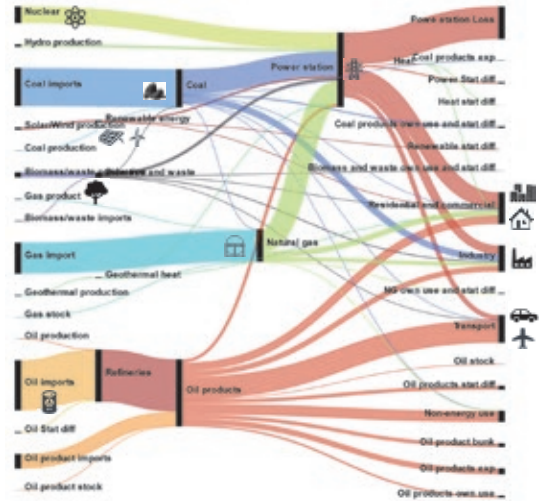 Nuclear
Hydro production
Coal imports
Solar/Wind production
Renewable energy
Coal production
Biomass/waste
and waste
Gas product
Biomass/waste imports
Gas import
Geothermal heat
Geothermal production
Gas stock
Oil production
Oil imports
Refineries
Oil Stat diff
Oil product imports
Oil product stock
Coal
Power station
Natural gas
Oil products
Powe station Loss
Heat
Coal products exp
Power Stat diff
Heat stat diff
Coal products own use and stat diff
Renewable stat diff
Biomass and waste own use and stat diff
Residential and commercial
Industry
NG own use and stat diff
Transport
Oil stock
Oil products stat diff
Non-energy use
Oil product bunk
Oil products exp
Oil products own use